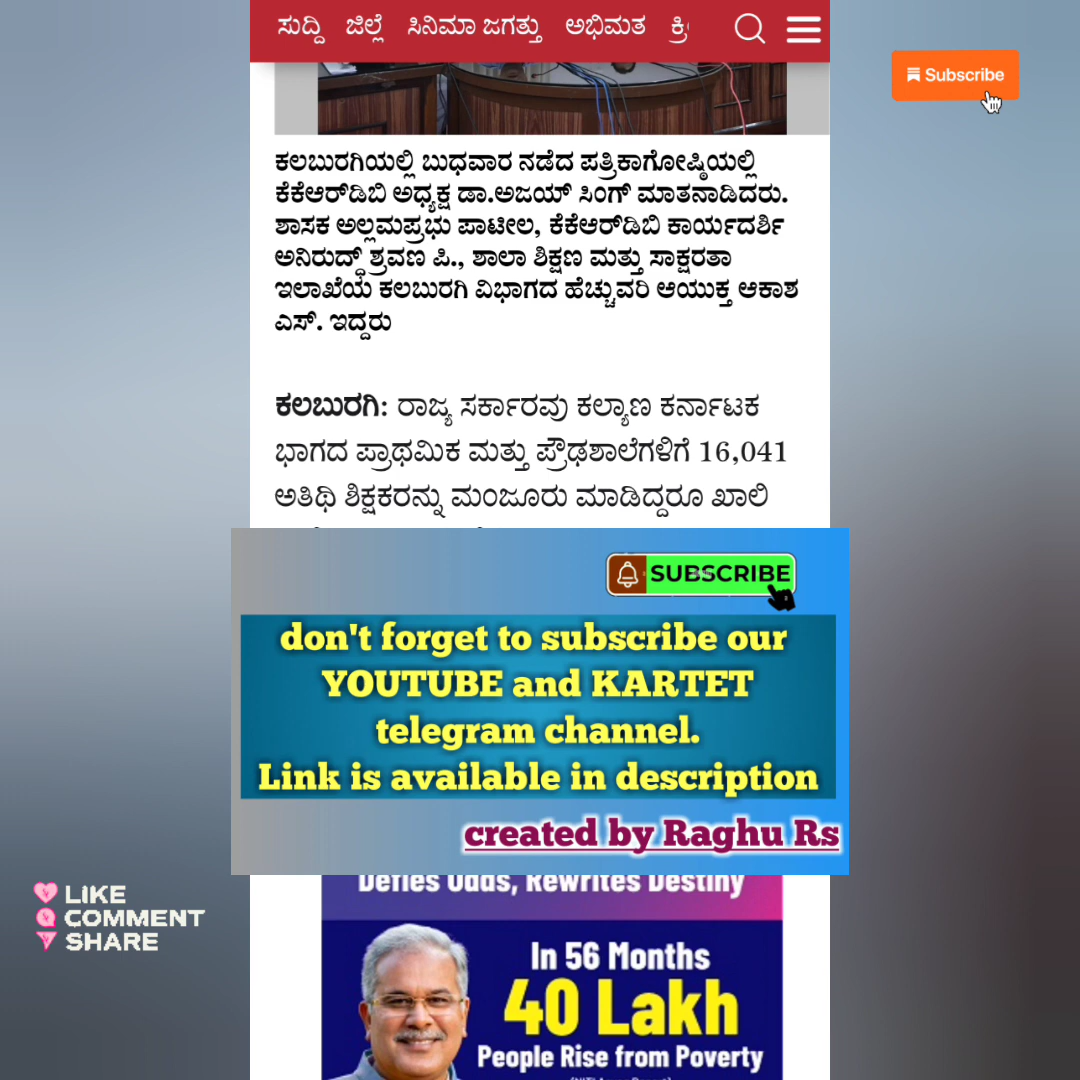 ಸುದ್ದಿ ಜಿಲ್ಲೆ ಸಿನಿಮಾ ಜಗತ್ತು ಅಭಿಮತ
Subscribe
ಕಲಬುರಗಿಯಲ್ಲಿ ಬುಧವಾರ ನಡೆದ ಪತ್ರಿಕಾಗೋಷ್ಠಿಯಲ್ಲಿ
ಕೆಕೆಆರ್‌ಡಿಬಿ ಅಧ್ಯಕ್ಷ ಡಾ.ಅಜಯ್ ಸಿಂಗ್ ಮಾತನಾಡಿದರು.
ಶಾಸಕ ಅಲ್ಲಮಪ್ರಭು ಪಾಟೀಲ, ಕೆಕೆಆರ್‌ಡಿಬಿ ಕಾರ್ಯದರ್ಶಿ
ಅನಿರುದ್ಧ್ ಶ್ರವಣ ಪಿ., ಶಾಲಾ ಶಿಕ್ಷಣ ಮತ್ತು ಸಾಕ್ಷರತಾ
ಇಲಾಖೆಯ ಕಲಬುರಗಿ ವಿಭಾಗದ ಹೆಚ್ಚುವರಿ ಆಯುಕ್ತ ಆಕಾಶ
ಎಸ್. ಇದ್ದರು
ಕಲಬುರಗಿ: ರಾಜ್ಯ ಸರ್ಕಾರವು ಕಲ್ಯಾಣ ಕರ್ನಾಟಕ
ಭಾಗದ ಪ್ರಾಥಮಿಕ ಮತ್ತು ಪ್ರೌಢಶಾಲೆಗಳಿಗೆ 16,041
ಅತಿಥಿ ಶಿಕ್ಷಕರನ್ನು ಮಂಜೂರು ಮಾಡಿದ್ದರೂ ಖಾಲಿ
SUBSCRIBE
don't forget to subscribe our
YOUTUBE and KARTET
telegram channel.
Link is available in description
created by Raghu Rs
Defies Odds, Rewrites Destiny
LIKE
COMMENT
SHARE
In 56 Months
40 Lakh
People Rise from Poverty